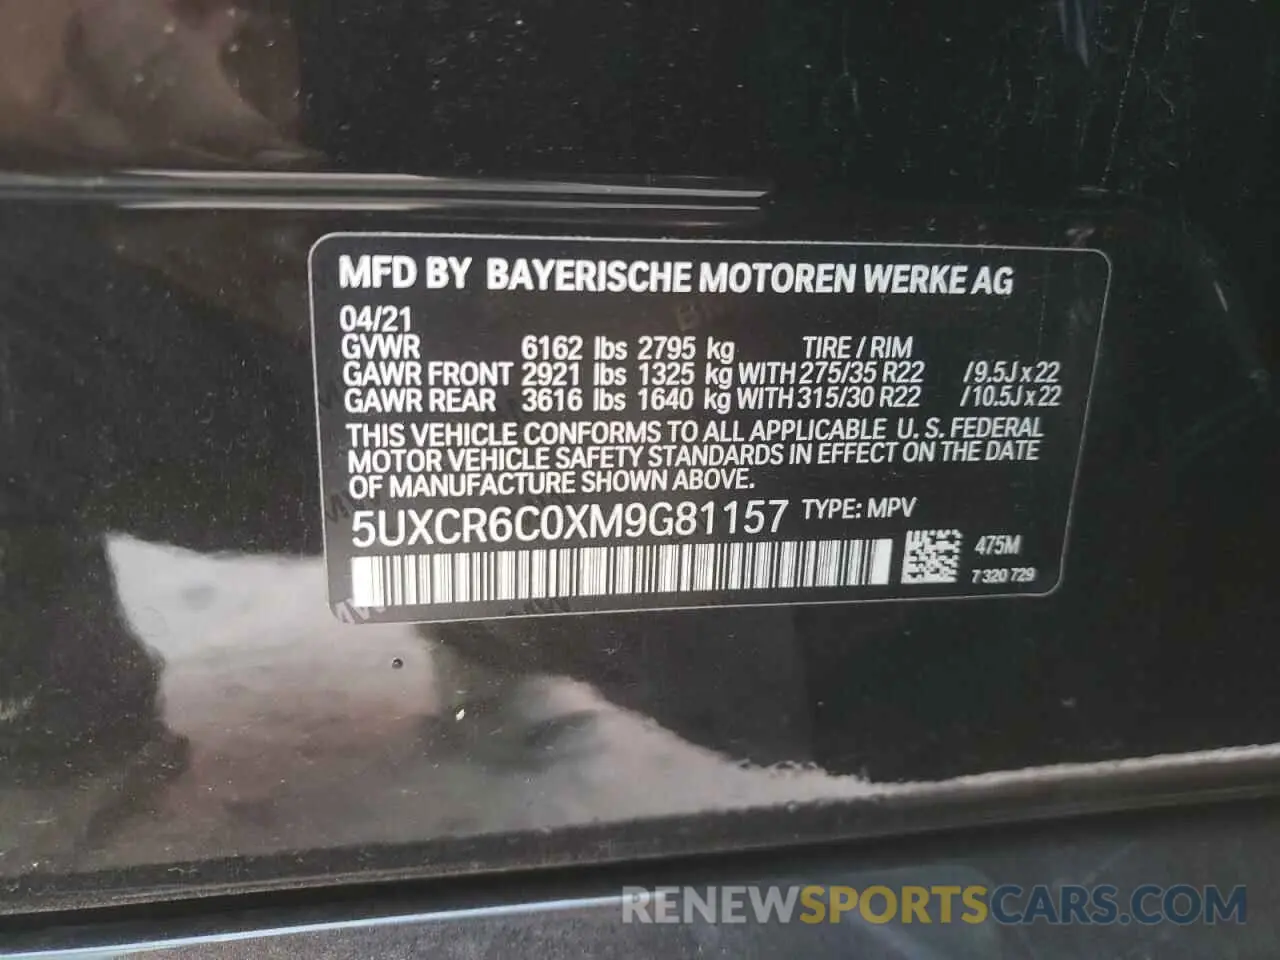 MFD BY BAYERISCHE MOTOREN WERKE AG
04/21
GVWR 6162 lbs 2795 kg TIRE / RIM
GAWR FRONT 2921 lbs 1325 kg WITH 275/35 R22 /9.5J x 22
GAWR REAR 3616 lbs 1640 kg WITH 315/30 R22 /10.5J x 22
THIS VEHICLE CONFORMS TO ALL APPLICABLE U. S. FEDERAL
MOTOR VEHICLE SAFETY STANDARDS IN EFFECT ON THE DATE
OF MANUFACTURE SHOWN ABOVE.
5UXCR6C0XM9G81157 TYPE: MPV
475M
7 320 729
RENEWSPORTSCARS.COM